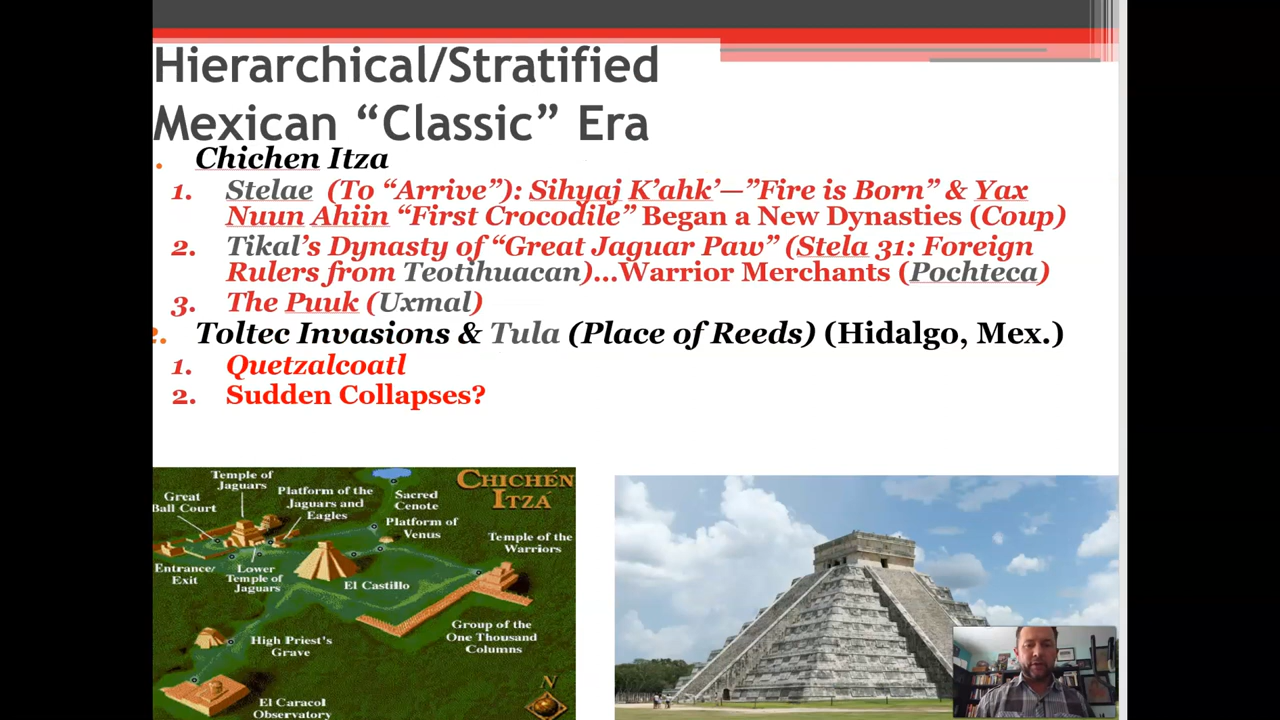 Hierarchical/Stratified
Mexican “Classic” Era
. Chichen Itza
1. Stelae (To “Arrive”): Sihyaj K’ahk’—”Fire is Born” & Yax
Nuun Ahiin “First Crocodile” Began a New Dynasties (Coup)
2. Tikal’s Dynasty of “Great Jaguar Paw” (Stela 31: Foreign
Rulers from Teotihuacan)…Warrior Merchants (Pochteca)
3. The Puuk (Uxmal)
2. Toltec Invasions & Tula (Place of Reeds) (Hidalgo, Mex.)
1. Quetzalcoatl
2. Sudden Collapses?
CHICHÉN
ITZÁ
Temple of
Jaguars
Great
Ball Court
Platform of the
Jaguars and
Eagles
Sacred
Cenote
Platform of
Venus
Temple of the
Warriors
Entrance/
Exit
Lower
Temple of
Jaguars
El Castillo
Group of the
One Thousand
Columns
High Priest's
Grave
El Caracol
Observatory
N